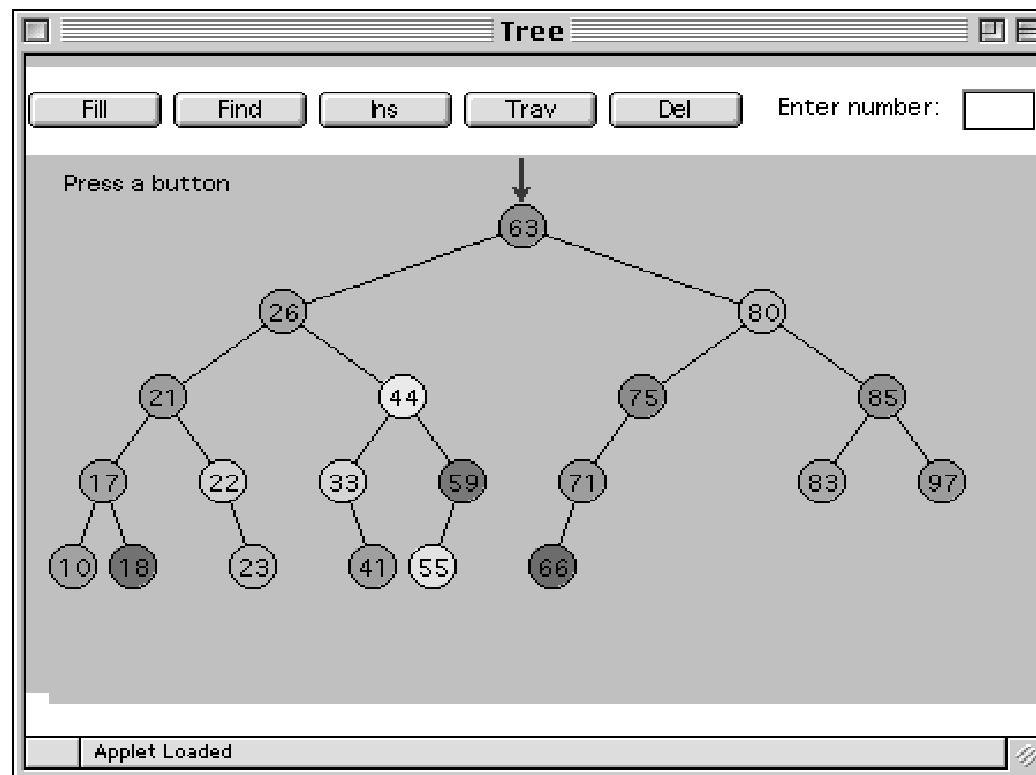 Tree
Fill Find Ins Trav Del Enter number:
Press a button
63
26 80
21 44 75 85
17 22 33 59 71 83 97
10 18 23 41 55 66
Applet Loaded